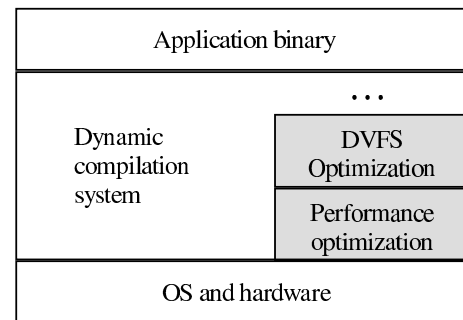 Application binary
...
Dynamic
compilation
system
DVFS
Optimization
Performance
optimization
OS and hardware